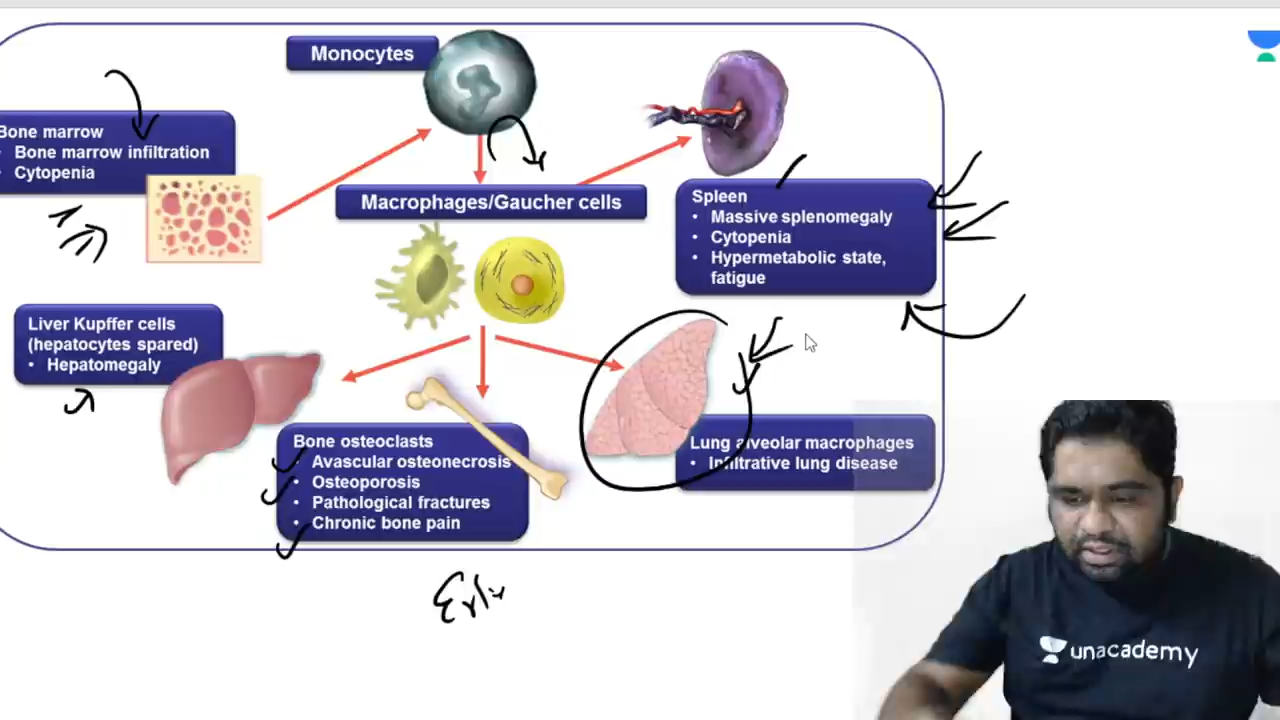 Monocytes
Bone marrow
• Bone marrow infiltration
• Cytopenia
Macrophages/Gaucher cells
Spleen
• Massive splenomegaly
• Cytopenia
• Hypermetabolic state,
fatigue
Liver Kupffer cells
(hepatocytes spared)
• Hepatomegaly
Bone osteoclasts
• Avascular osteonecrosis
• Osteoporosis
• Pathological fractures
• Chronic bone pain
Lung alveolar macrophages
• Infiltrative lung disease
unacademy